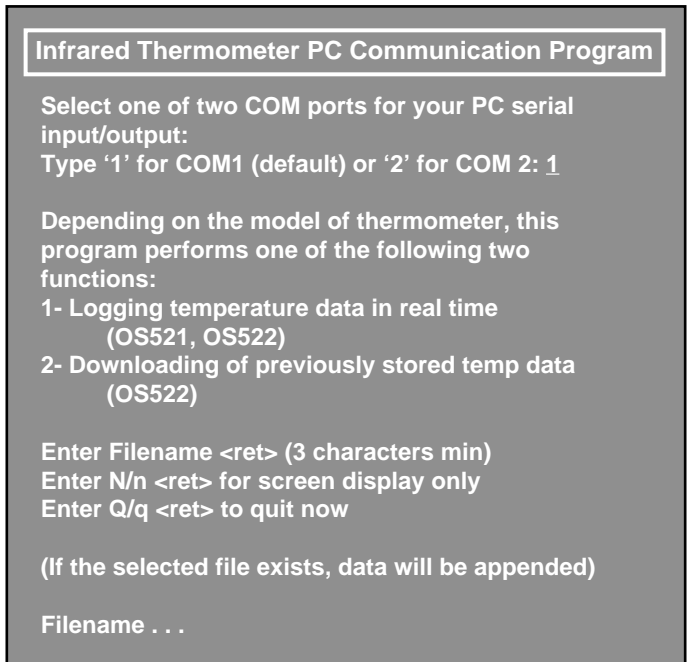 Infrared Thermometer PC Communication Program
Select one of two COM ports for your PC serial
input/output:
Type ‘1’ for COM1 (default) or ‘2’ for COM 2: 1
Depending on the model of thermometer, this
program performs one of the following two
functions:
1- Logging temperature data in real time
(OS521, OS522)
2- Downloading of previously stored temp data
(OS522)
Enter Filename <ret> (3 characters min)
Enter N/n <ret> for screen display only
Enter Q/q <ret> to quit now
(If the selected file exists, data will be appended)
Filename . . .